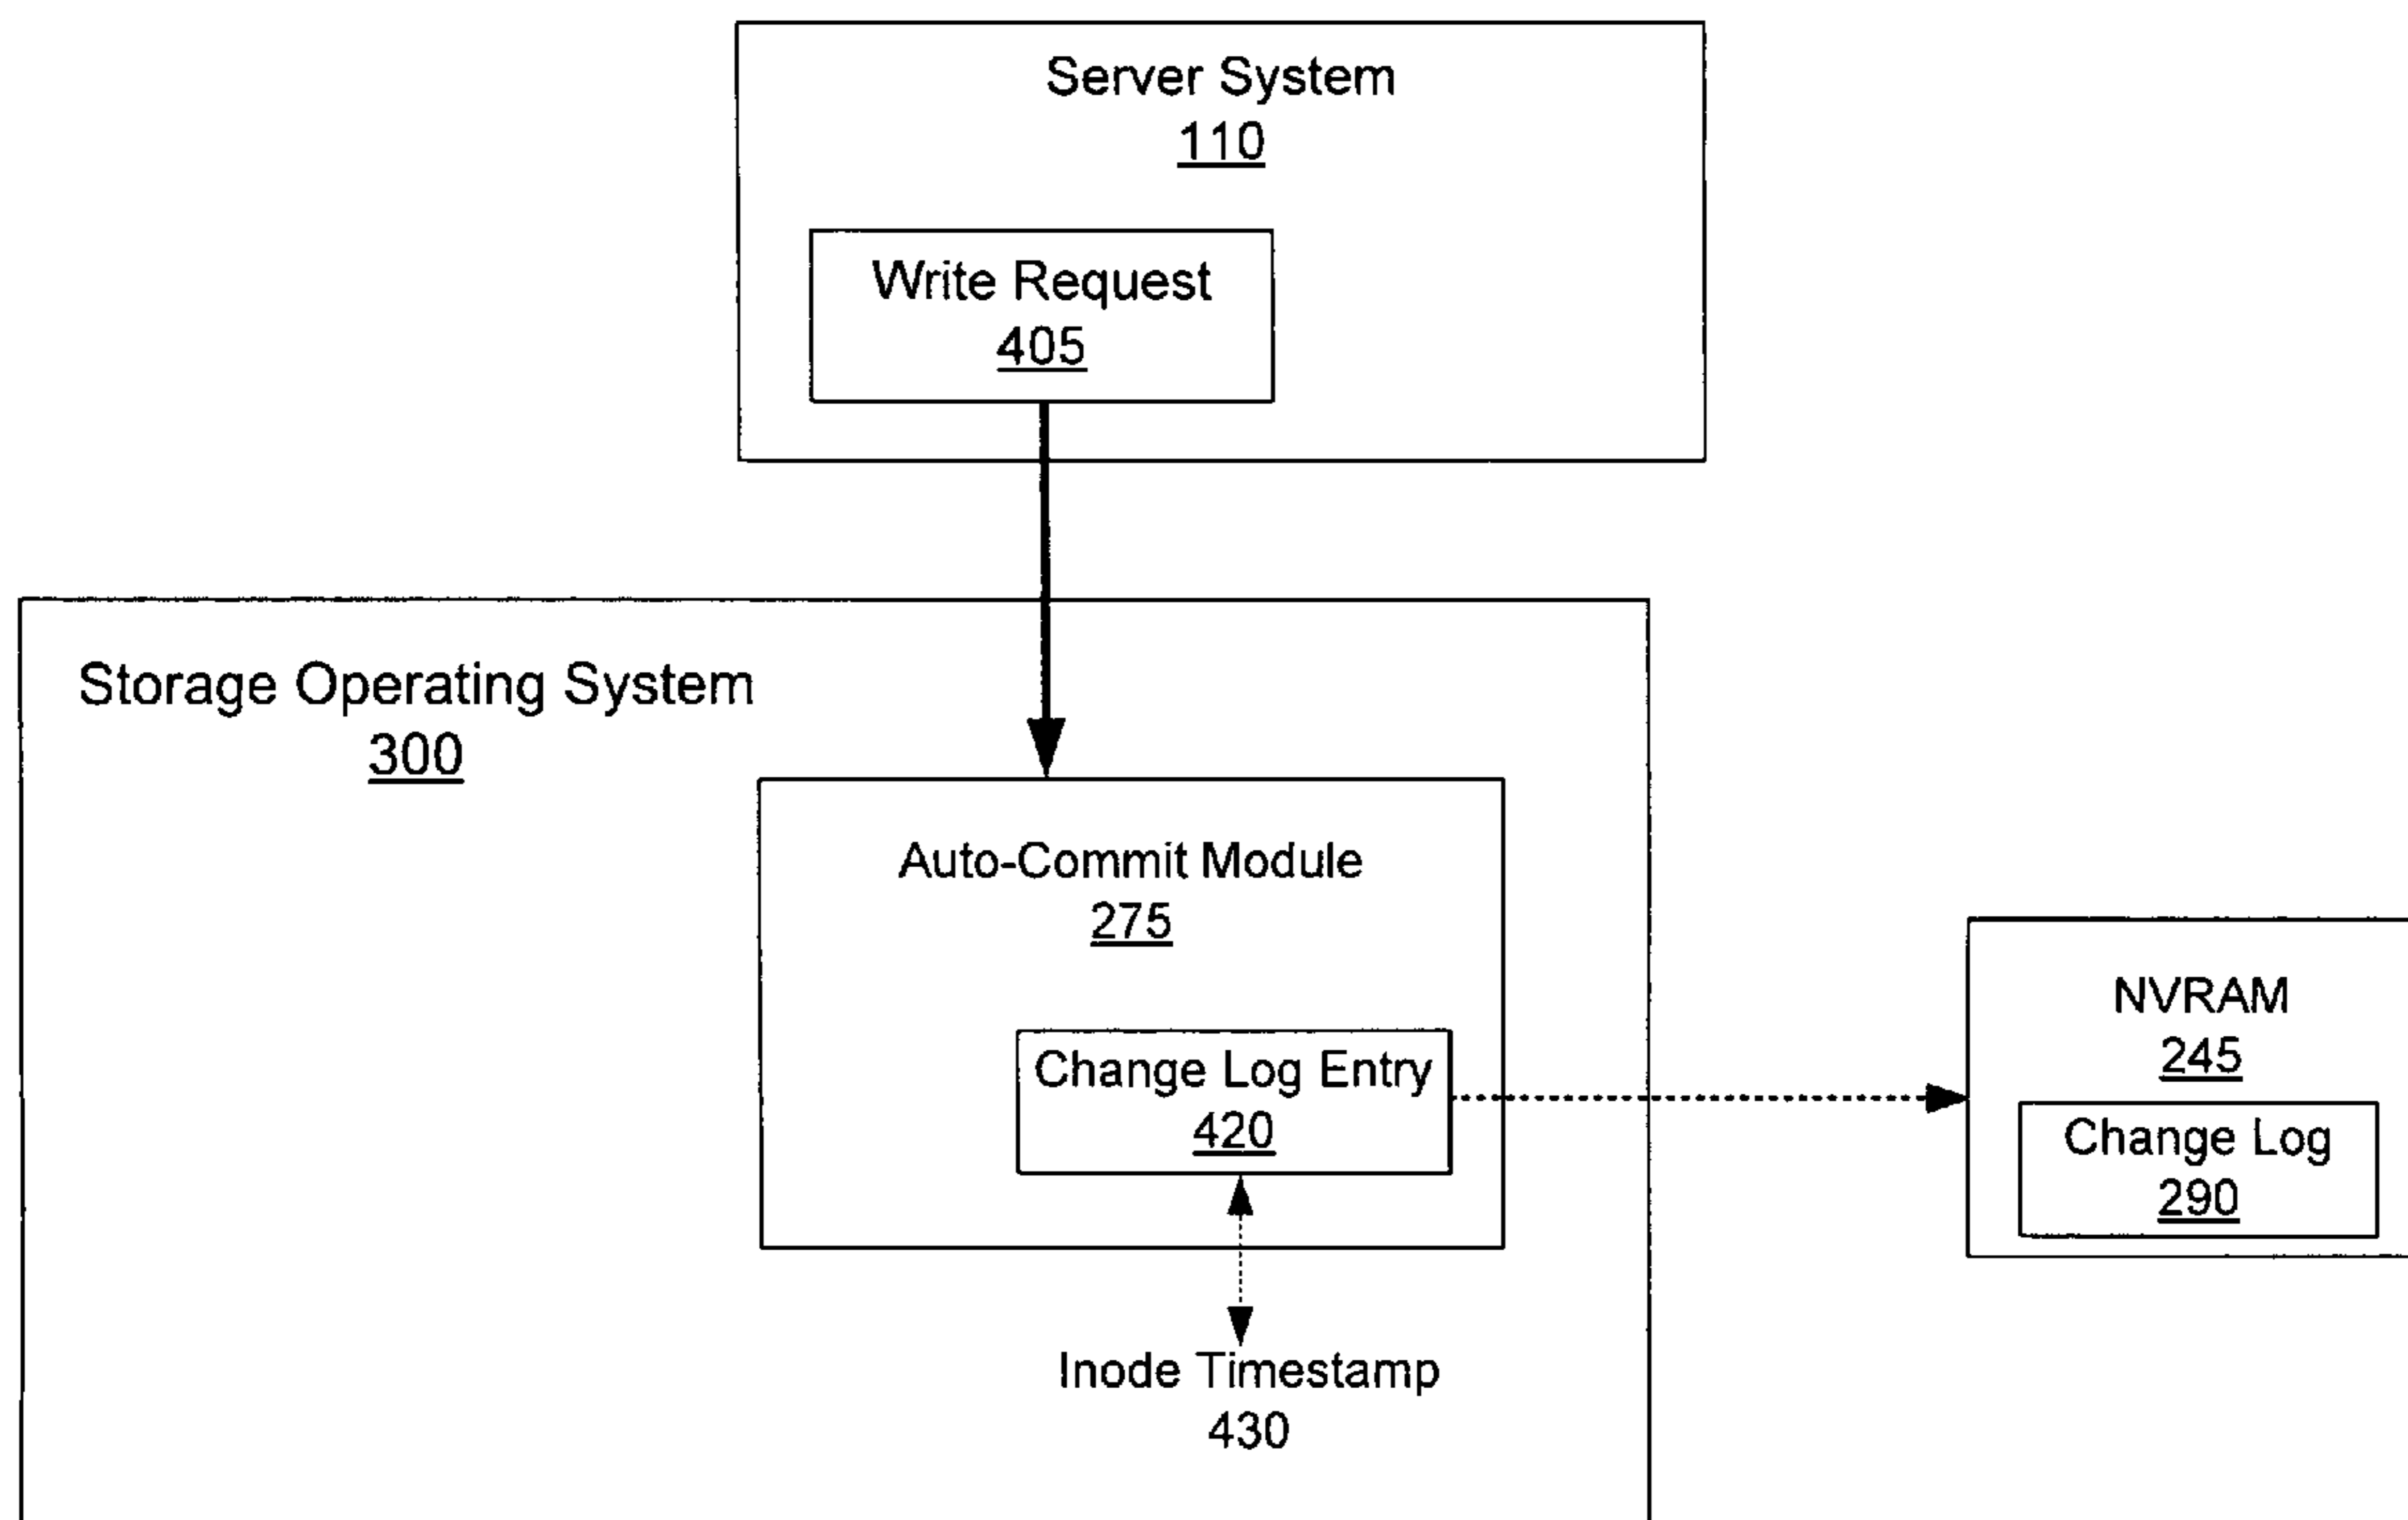 Server System
110
Write Request
405
Storage Operating System
300
Auto-Commit Module
275
Change Log Entry
420
Inode Timestamp
430
NVRAM
245
Change Log
290